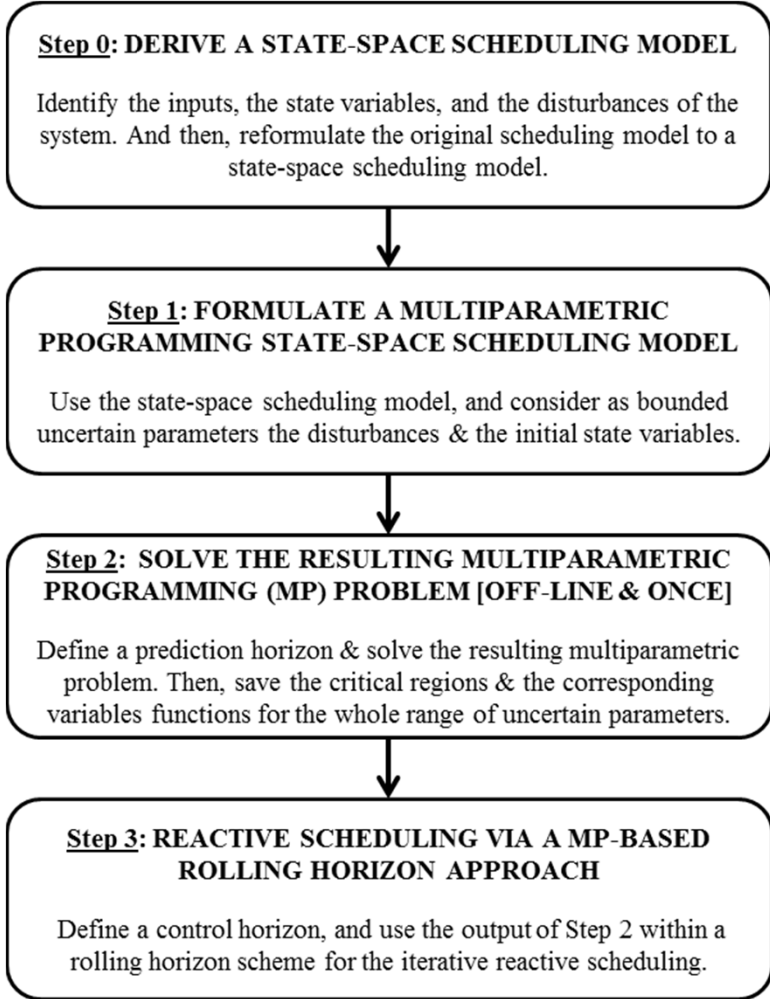 Step 0: DERIVE A STATE-SPACE SCHEDULING MODEL
Identify the inputs, the state variables, and the disturbances of the
system. And then, reformulate the original scheduling model to a
state-space scheduling model.
Step 1: FORMULATE A MULTIPARAMETRIC
PROGRAMMING STATE-SPACE SCHEDULING MODEL
Use the state-space scheduling model, and consider as bounded
uncertain parameters the disturbances & the initial state variables.
Step 2: SOLVE THE RESULTING MULTIPARAMETRIC
PROGRAMMING (MP) PROBLEM [OFF-LINE & ONCE]
Define a prediction horizon & solve the resulting multiparametric
problem. Then, save the critical regions & the corresponding
variables functions for the whole range of uncertain parameters.
Step 3: REACTIVE SCHEDULING VIA A MP-BASED
ROLLING HORIZON APPROACH
Define a control horizon, and use the output of Step 2 within a
rolling horizon scheme for the iterative reactive scheduling.